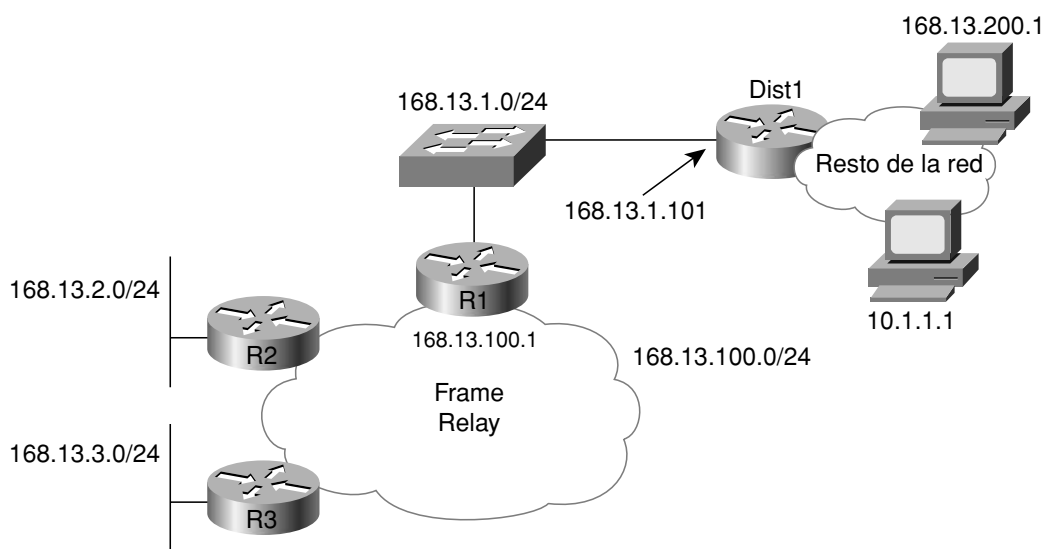 168.13.200.1
Dist1
168.13.1.0/24
Resto de la red
168.13.1.101
168.13.2.0/24
R1
10.1.1.1
168.13.100.1
R2
168.13.100.0/24
Frame
Relay
168.13.3.0/24
R3